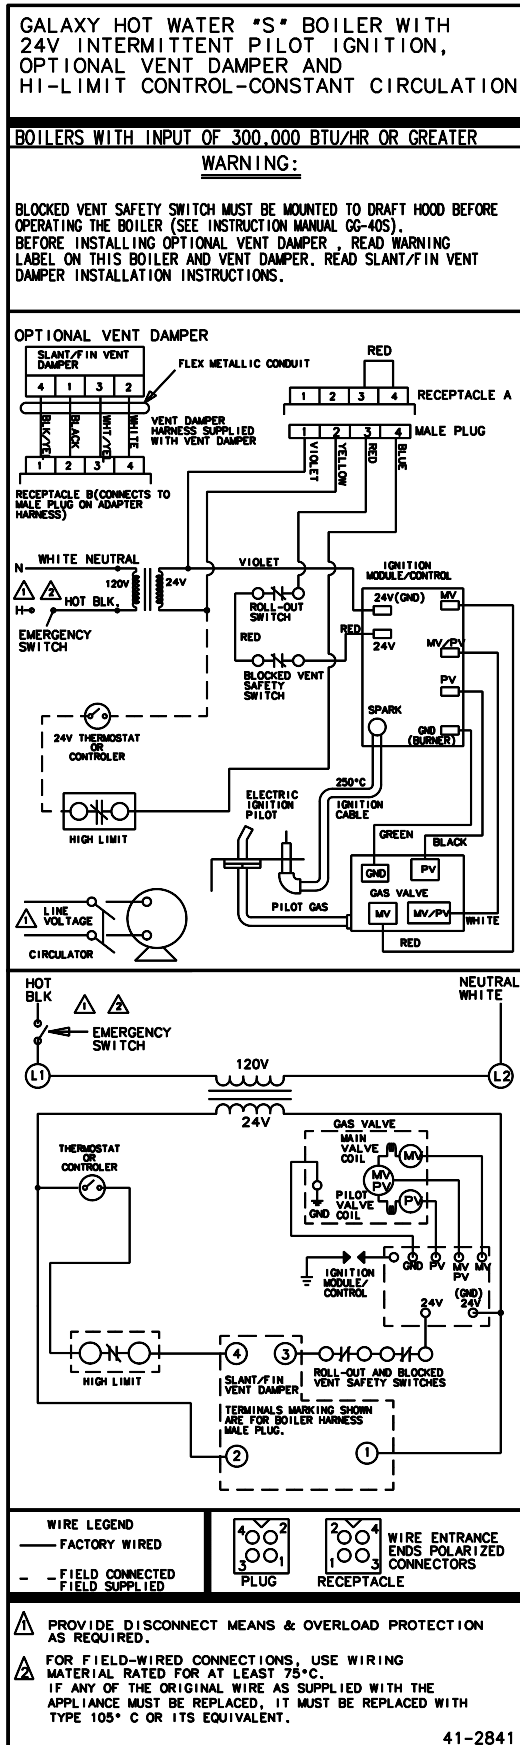 GALAXY HOT WATER "S" BOILER WITH
24V INTERMITTENT PILOT IGNITION,
OPTIONAL VENT DAMPER AND
HI-LIMIT CONTROL-CONSTANT CIRCULATION
BOILERS WITH INPUT OF 300,000 BTU/HR OR GREATER
WARNING:
BLOCKED VENT SAFETY SWITCH MUST BE MOUNTED TO DRAFT HOOD BEFORE
OPERATING THE BOILER (SEE INSTRUCTION MANUAL GG-40S).
BEFORE INSTALLING OPTIONAL VENT DAMPER , READ WARNING
LABEL ON THIS BOILER AND VENT DAMPER. READ SLANT/FIN VENT
DAMPER INSTALLATION INSTRUCTIONS.
OPTIONAL VENT DAMPER
SLANT/FIN VENT
DAMPER
4 1 3 2
FLEX METALLIC CONDUIT
BLK/YEL
BLACK
WHT/YEL
WHITE
VENT DAMPER
HARNESS SUPPLIED
WITH VENT DAMPER
1 2 3 4
RECEPTACLE B(CONNECTS TO
MALE PLUG ON ADAPTER
HARNESS)
RED
1 2 3 4
RECEPTACLE A
1 2 3 4
MALE PLUG
VIOLET
YELLOW
RED
BLUE
N
WHITE NEUTRAL
120V
24V
1 2
HOT BLK.
H
EMERGENCY
SWITCH
VIOLET
ROLL-OUT
SWITCH
RED
RED
BLOCKED VENT
SAFETY
SWITCH
IGNITION
MODULE/CONTROL
24V(GND)
MV
24V
MV/PV
PV
SPARK
GND
(BURNER)
24V THERMOSTAT
OR
CONTROLER
HIGH LIMIT
ELECTRIC
IGNITION
PILOT
250°C
IGNITION
CABLE
GREEN
BLACK
GND
PV
GAS VALVE
MV
MV/PV
WHITE
RED
PILOT GAS
1
LINE
VOLTAGE
CIRCULATOR
HOT
BLK
1 2
EMERGENCY
SWITCH
NEUTRAL
WHITE
L1
120V
L2
24V
THERMOSTAT
OR
CONTROLER
GAS VALVE
MAIN
VALVE
COIL
MV
MV
PV
PILOT
VALVE
COIL
PV
GND
IGNITION
MODULE/
CONTROL
GND PV MV
PV MV
24V
(GND)
24V
HIGH LIMIT
4 3
SLANT/FIN
VENT DAMPER
ROLL-OUT AND BLOCKED
VENT SAFETY SWITCHES
TERMINALS MARKING SHOWN
ARE FOR BOILER HARNESS
MALE PLUG.
2 1
WIRE LEGEND
FACTORY WIRED
FIELD CONNECTED
FIELD SUPPLIED
4 2
3 1
PLUG
2 4
1 3
RECEPTACLE
WIRE ENTRANCE
ENDS POLARIZED
CONNECTORS
1 PROVIDE DISCONNECT MEANS & OVERLOAD PROTECTION
AS REQUIRED.
2 FOR FIELD-WIRED CONNECTIONS, USE WIRING
MATERIAL RATED FOR AT LEAST 75°C.
IF ANY OF THE ORIGINAL WIRE AS SUPPLIED WITH THE
APPLIANCE MUST BE REPLACED, IT MUST BE REPLACED WITH
TYPE 105° C OR ITS EQUIVALENT.
41-2841